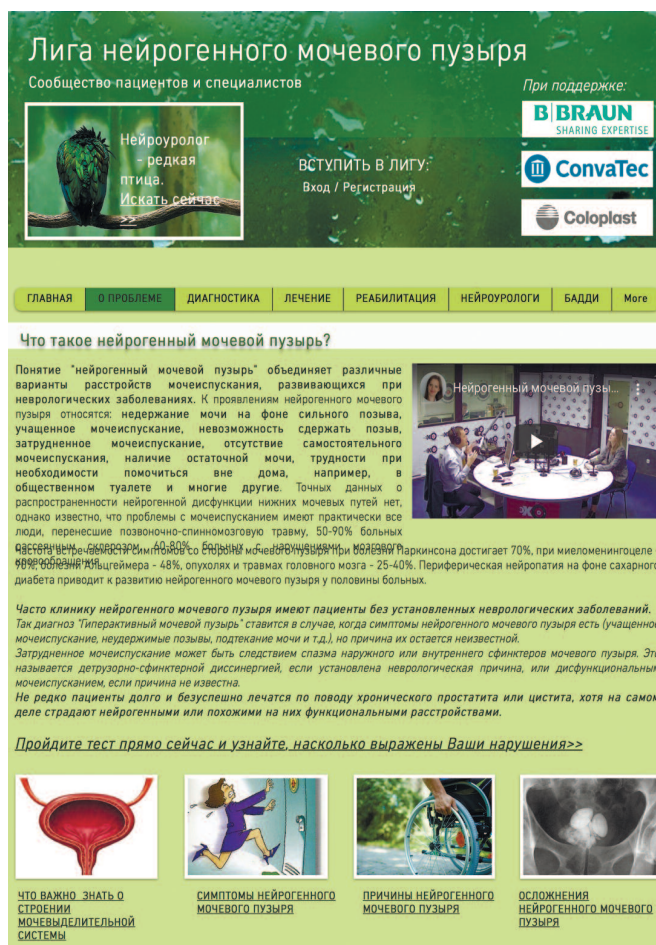 Лига нейрогенного мочевого пузыря
Сообщество пациентов и специалистов
При поддержке:
B|BRAUN
SHARING EXPERTISE
ConvaTec
Coloplast
Нейроуролог
- редкая
птица.
Искать сейчас
>>
ВСТУПИТЬ В ЛИГУ:
Вход / Регистрация
ГЛАВНАЯ
О ПРОБЛЕМЕ
ДИАГНОСТИКА
ЛЕЧЕНИЕ
РЕАБИЛИТАЦИЯ
НЕЙРОУРОЛОГИ
БАДДИ
More
Что такое нейрогенный мочевой пузырь?
Понятие "нейрогенный мочевой пузырь" объединяет различные
варианты расстройств мочеиспускания, развивающихся при
неврологических заболеваниях. К проявлениям нейрогенного мочевого
пузыря относятся: недержание мочи на фоне сильного позыва,
учащенное мочеиспускание, невозможность сдержать позыв,
затрудненное мочеиспускание, отсутствие самостоятельного
мочеиспускания, наличие остаточной мочи, трудности при
необходимости помочиться вне дома, например, в
общественном туалете и многие другие. Точных данных о
распространенности нейрогенной дисфункции нижних мочевых путей нет,
однако известно, что проблемы с мочеиспусканием имеют практически все
люди, перенесшие позвоночно-спинномозговую травму, 50-90% больных
рассеянным склерозом, 60-80% больных с нарушениями мозгового
кровообращения
Нейрогенный мочевой пузы...
Частота встречаемости симптомов со стороны мочевого пузыря при болезни Паркинсона достигает 70%, при миеломенингоцеле -
90%, болезни Альцгеймера - 48%, опухолях и травмах головного мозга - 25-40%. Периферическая нейропатия на фоне сахарного
диабета приводит к развитию нейрогенного мочевого пузыря у половины больных.
Часто клинику нейрогенного мочевого пузыря имеют пациенты без установленных неврологических заболеваний.
Так диагноз "Гиперактивный мочевой пузырь" ставится в случае, когда симптомы нейрогенного мочевого пузыря есть (учащенное
мочеиспускание, неудержимые позывы, подтекание мочи и т.д.), но причина их остается неизвестной.
Затрудненное мочеиспускание может быть следствием спазма наружного или внутреннего сфинктеров мочевого пузыря. Это
называется детрузорно-сфинктерной диссинергией, если установлена неврологическая причина, или дисфункциональным
мочеиспусканием, если причина не известна.
Не редко пациенты долго и безуспешно лечатся по поводу хронического простатита или цистита, хотя на самом
деле страдают нейрогенными или похожими на них функциональными расстройствами.
Пройдите тест прямо сейчас и узнайте, насколько выражены Ваши нарушения>>
ЧТО ВАЖНО ЗНАТЬ О
СТРОЕНИИ
МОЧЕВЫДЕЛИТЕЛЬНОЙ
СИСТЕМЫ
СИМПТОМЫ НЕЙРОГЕННОГО
МОЧЕВОГО ПУЗЫРЯ
ПРИЧИНЫ НЕЙРОГЕННОГО
МОЧЕВОГО ПУЗЫРЯ
ОСЛОЖНЕНИЯ
НЕЙРОГЕННОГО МОЧЕВОГО
ПУЗЫРЯ